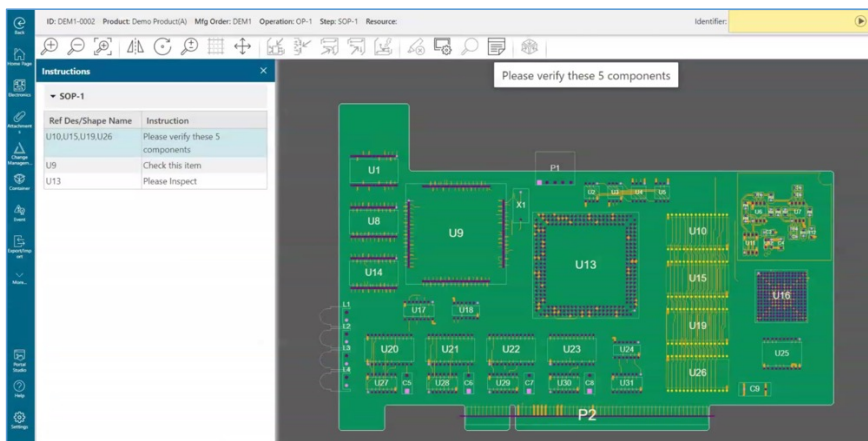 ID: DEM1-0002 Product: Demo Product(A) Mfg Order: DEM1 Operation: OP-1 Step: SOP-1 Resource: Identifier:
Back
Home Page
Electronics
Attachment
s
Change
Managem...
Container
Event
Export/Imp
ort
More...
Portal
Studio
Help
Settings
Instructions
SOP-1
Ref Des/Shape Name Instruction
U10,U15,U19,U26 Please verify these 5
components
U9 Check this item
U13 Please Inspect
Please verify these 5 components
U1
P1
U2 U3 U4 U5
X1
U8
U9
U10
U13
U14
U15
U16
L1
U17 U18
U19
L2
L3
U20 U21 U22 U23 U24
U25
L4
U26
U27 C5 U28 C6 U29 C7 U30 C8 U31
C9
P2